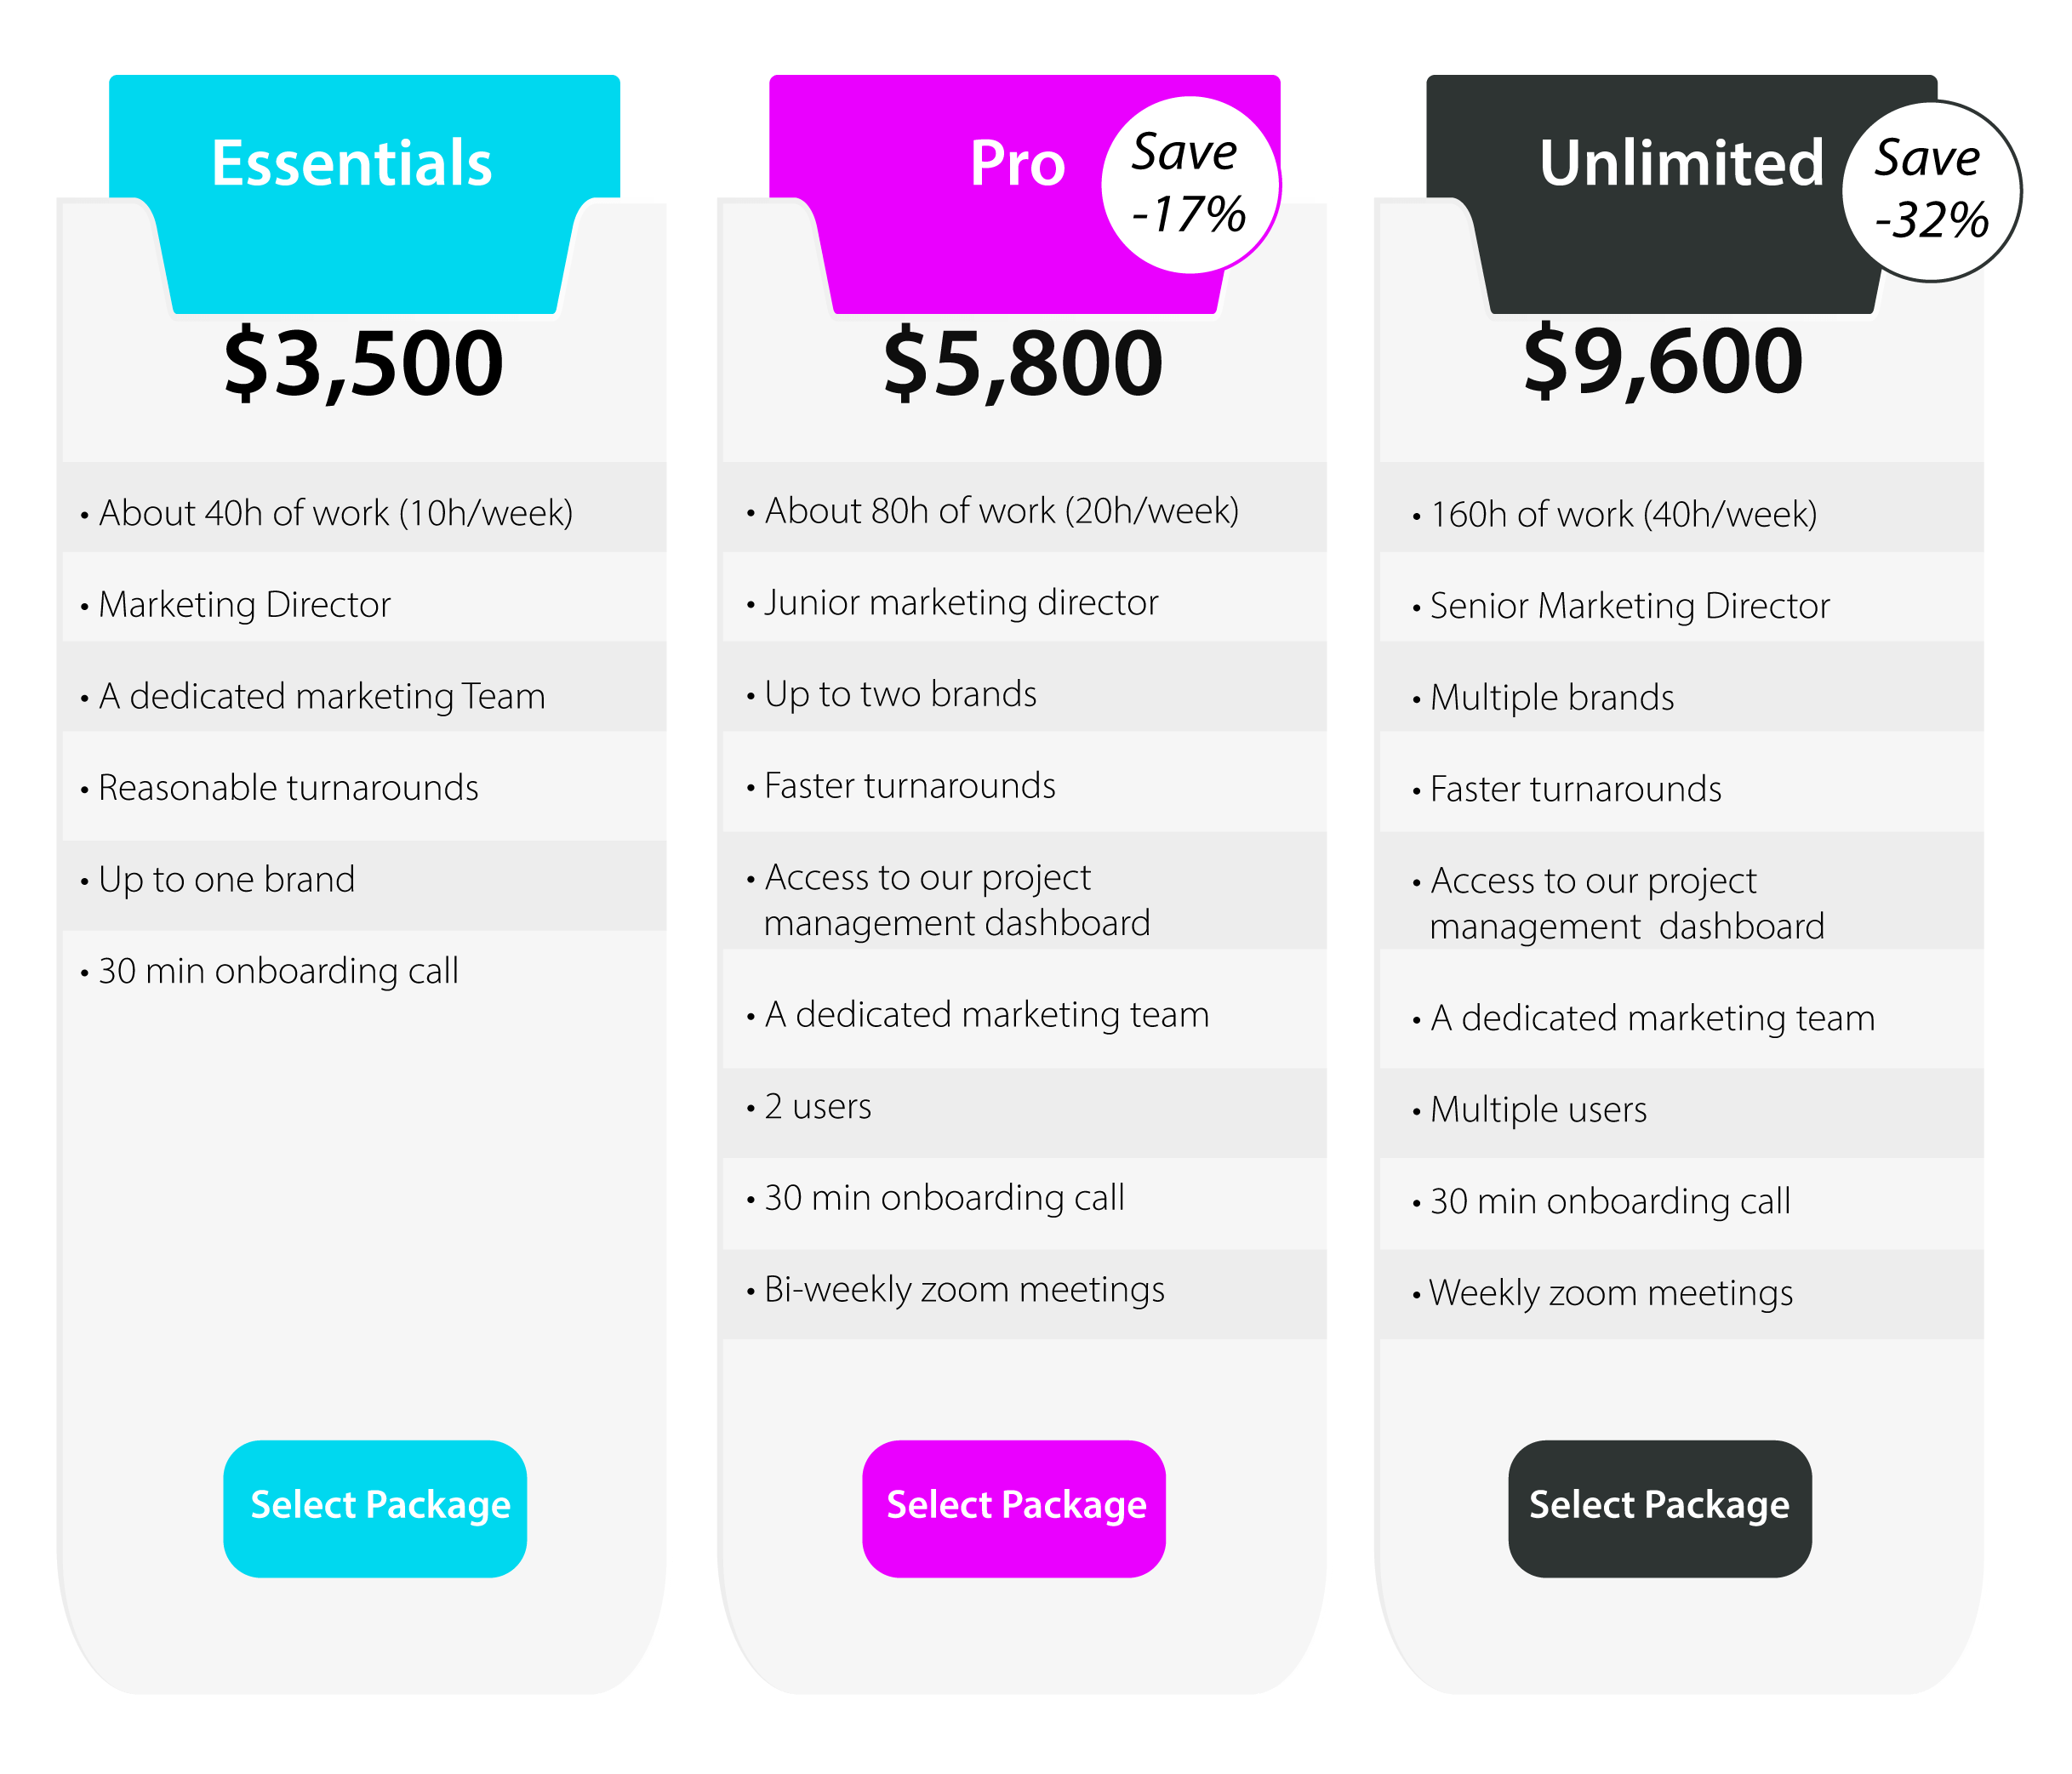 Essentials
$3,500
• About 40h of work (10h/week)
• Marketing Director
• A dedicated marketing Team
• Reasonable turnarounds
• Up to one brand
• 30 min onboarding call
Select Package
Pro
Save
-17%
$5,800
• About 80h of work (20h/week)
• Junior marketing director
• Up to two brands
• Faster turnarounds
• Access to our project
management dashboard
• A dedicated marketing team
• 2 users
• 30 min onboarding call
• Bi-weekly zoom meetings
Select Package
Unlimited
Save
-32%
$9,600
• 160h of work (40h/week)
• Senior Marketing Director
• Multiple brands
• Faster turnarounds
• Access to our project
management dashboard
• A dedicated marketing team
• Multiple users
• 30 min onboarding call
• Weekly zoom meetings
Select Package